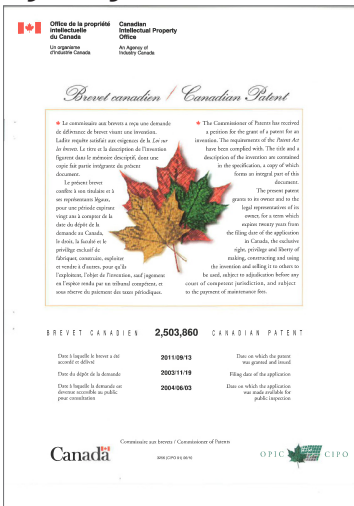 Office de la propriété
intellectuelle
du Canada
Un organisme
d'Industrie Canada
Canadian
Intellectual Property
Office
An Agency of
Industry Canada
Brevet canadien / Canadian Patent
Le commissaire aux brevets a reçu une demande
de délivrance de brevet visant une invention.
Ladite requête satisfait aux exigences de la Loi sur
les brevets. Le titre et la description de l'invention
figurent dans le mémoire descriptif, dont une
copie fait partie intégrante du présent
document.
Le présent brevet
confère à son titulaire et à
ses représentants légaux,
pour une période expirant
vingt ans à compter de la
date du dépôt de la
demande au Canada,
le droit, la faculté et le
privilège exclusif de
fabriquer, construire, exploiter
et vendre à d'autres, pour qu'ils
l'exploitent, l'objet de l'invention, sauf jugement
en l'espèce rendu par un tribunal compétent, et
sous réserve du paiement des taxes périodiques.
The Commissioner of Patents has received
a petition for the grant of a patent for an
invention. The requirements of the Patent Act
have been complied with. The title and a
description of the invention are contained
in the specification, a copy of which
forms an integral part of this
document.
The present patent
grants to its owner and to the
legal representatives of its
owner, for a term which
expires twenty years from
the filing date of the application
in Canada, the exclusive
right, privilege and liberty of
making, constructing and using
the invention and selling it to others to
be used, subject to adjudication before any
court of competent jurisdiction, and subject
to the payment of maintenance fees.
BREVET CANADIEN 2,503,860 CANADIAN PATENT
Date à laquelle le brevet a été
accordé et délivré
2011/09/13
Date on which the patent
was granted and issued
Date du dépôt de la demande
2003/11/19
Filing date of the application
Date à laquelle la demande est
devenue accessible au public
pour consultation
2004/06/03
Date on which the application
was made available for
public inspection
Commissaire aux brevets / Commissioner of Patents
Canada
OPIC CIPO